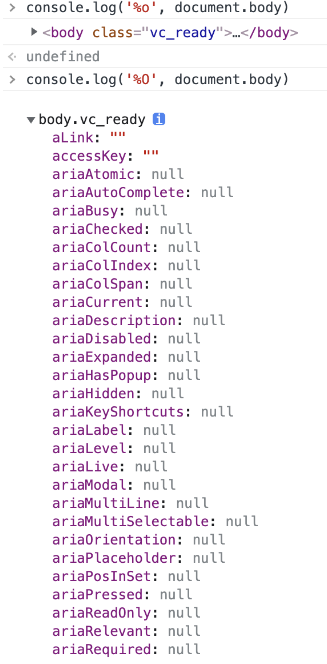 console.log('%o', document.body)
<body class="vc_ready">…</body>
undefined
console.log('%O', document.body)
body.vc_ready i
aLink: ""
accessKey: ""
ariaAtomic: null
ariaAutoComplete: null
ariaBusy: null
ariaChecked: null
ariaColCount: null
ariaColIndex: null
ariaColSpan: null
ariaCurrent: null
ariaDescription: null
ariaDisabled: null
ariaExpanded: null
ariaHasPopup: null
ariaHidden: null
ariaKeyShortcuts: null
ariaLabel: null
ariaLevel: null
ariaLive: null
ariaModal: null
ariaMultiLine: null
ariaMultiSelectable: null
ariaOrientation: null
ariaPlaceholder: null
ariaPosInSet: null
ariaPressed: null
ariaReadOnly: null
ariaRelevant: null
ariaRequired: null